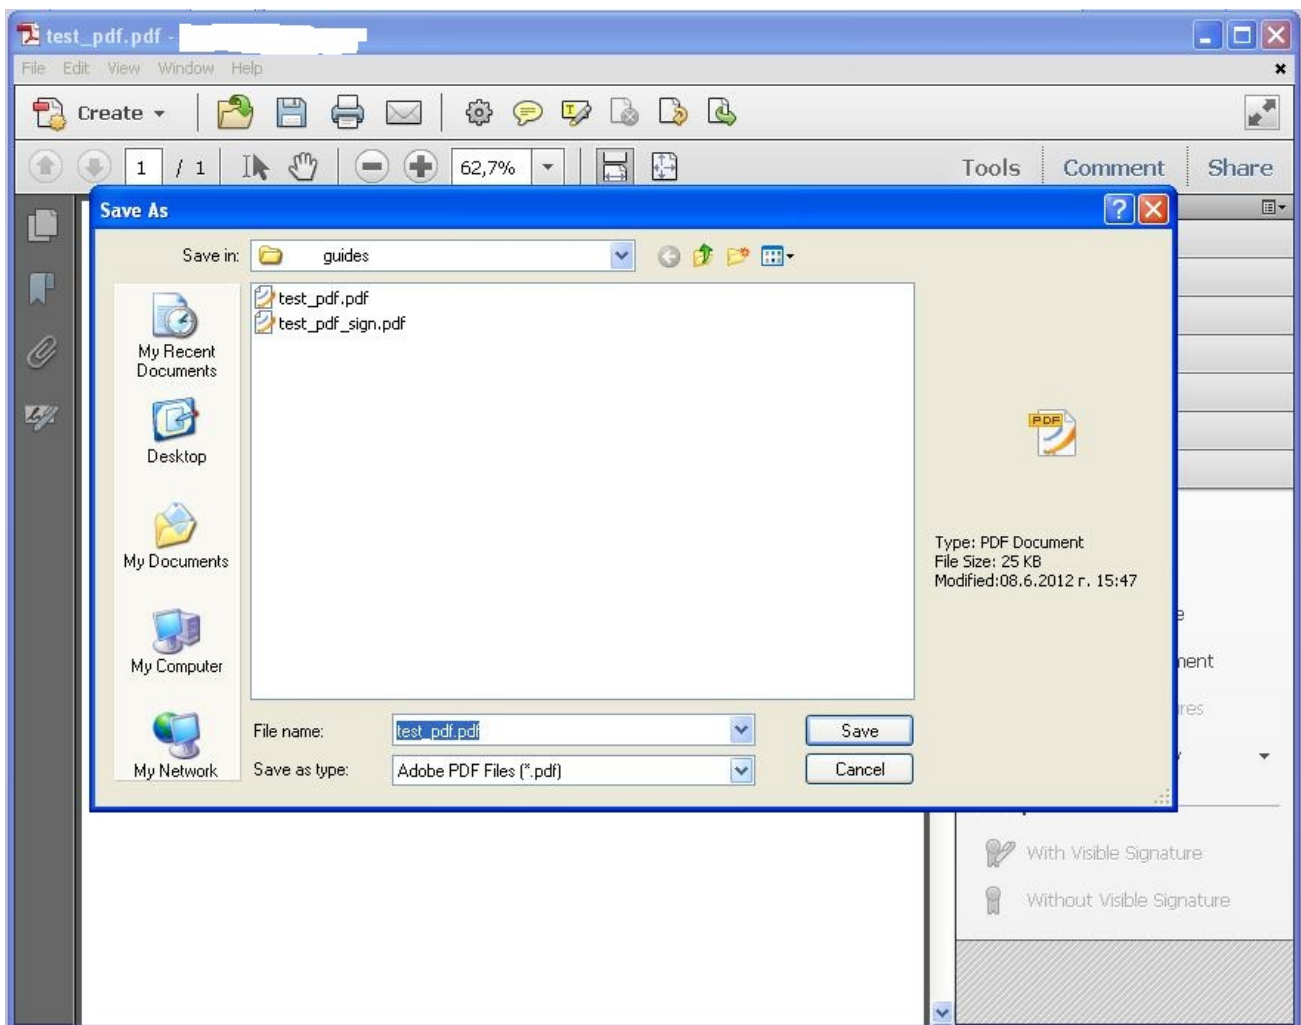 test_pdf.pdf -
File Edit View Window Help
Create
1 / 1 62,7% Tools Comment Share
Save As
Save in: guides
test_pdf.pdf
test_pdf_sign.pdf
My Recent
Documents
Desktop
My Documents
My Computer
My Network
PDF
Type: PDF Document
File Size: 25 KB
Modified:08.6.2012 г. 15:47
File name: test_pdf.pdf Save
Save as type: Adobe PDF Files (*.pdf) Cancel
With Visible Signature
Without Visible Signature